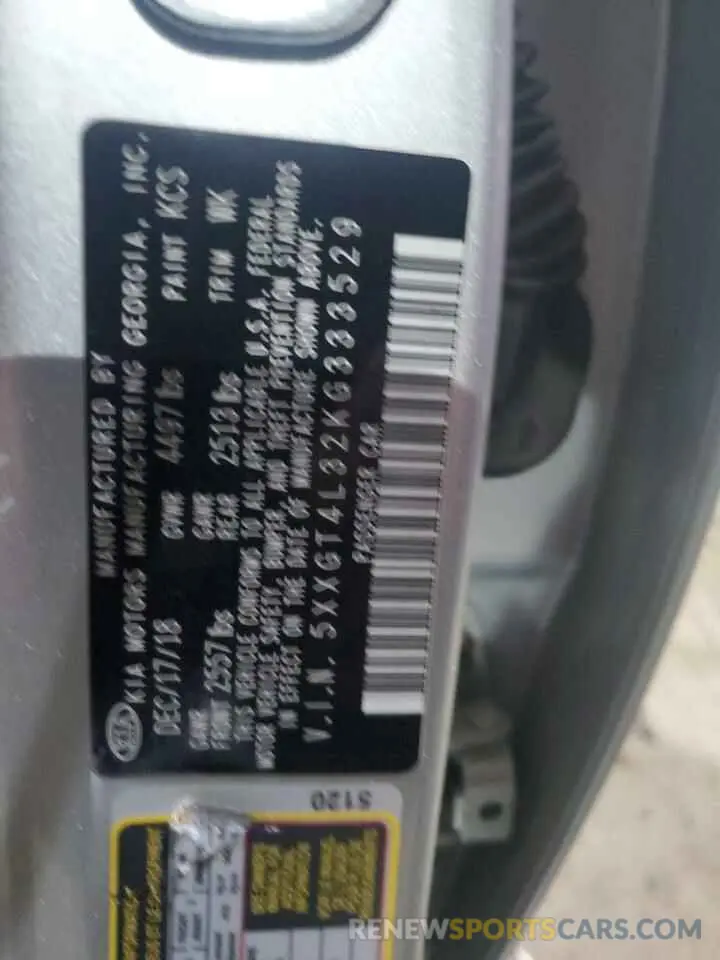 MANUFACTURED BY
KIA MOTORS MANUFACTURING GEORGIA, INC.
DEC/17/18 GVWR 4497 lbs PAINT KCS
GAWR FRONT 2557 lbs GAWR REAR 2513 lbs TRIM WK
THIS VEHICLE CONFORMS TO ALL APPLICABLE U.S.A. FEDERAL
MOTOR VEHICLE SAFETY, BUMPER, AND THEFT PREVENTION STANDARDS
IN EFFECT ON THE DATE OF MANUFACTURE SHOWN ABOVE.
V.I.N. 5XXGT4L32KG333529
PASSENGER CAR
S120
RENEWSPORTSCARS.COM